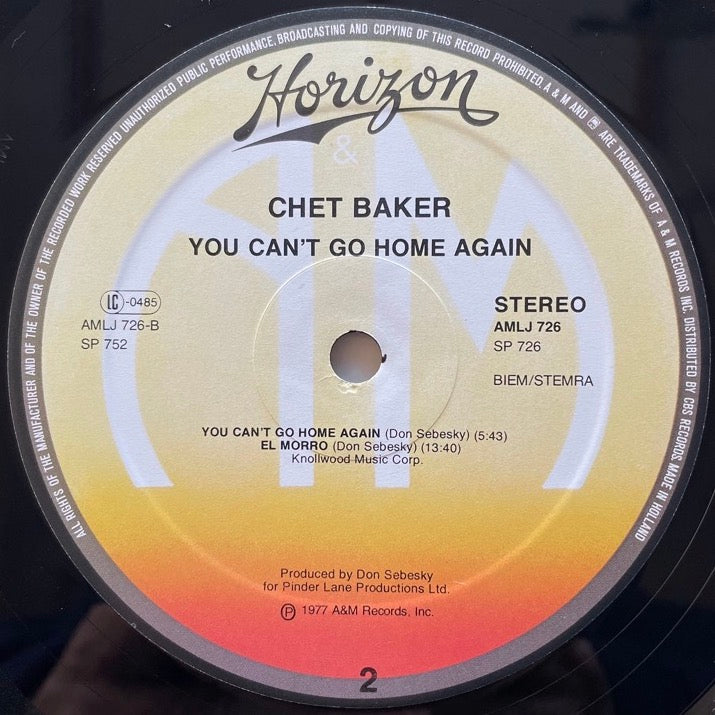 ALL RIGHTS OF THE MANUFACTURER AND OF THE OWNER OF THE RECORDED WORK RESERVED UNAUTHORIZED PUBLIC PERFORMANCE, BROADCASTING AND COPYING OF THIS RECORD PROHIBITED. A & M AND AM ARE TRADEMARKS OF A & M RECORDS INC. DISTRIBUTED BY CBS RECORDS. MADE IN HOLLAND
Horizon
&
A M
CHET BAKER
YOU CAN'T GO HOME AGAIN
LC-0485
AMLJ 726-B
SP 752
STEREO
AMLJ 726
SP 726
BIEM/STEMRA
YOU CAN'T GO HOME AGAIN (Don Sebesky) (5:43)
EL MORRO (Don Sebesky) (13:40)
Knollwood Music Corp.
Produced by Don Sebesky
for Pinder Lane Productions Ltd.
Ⓟ 1977 A&M Records, Inc.
2